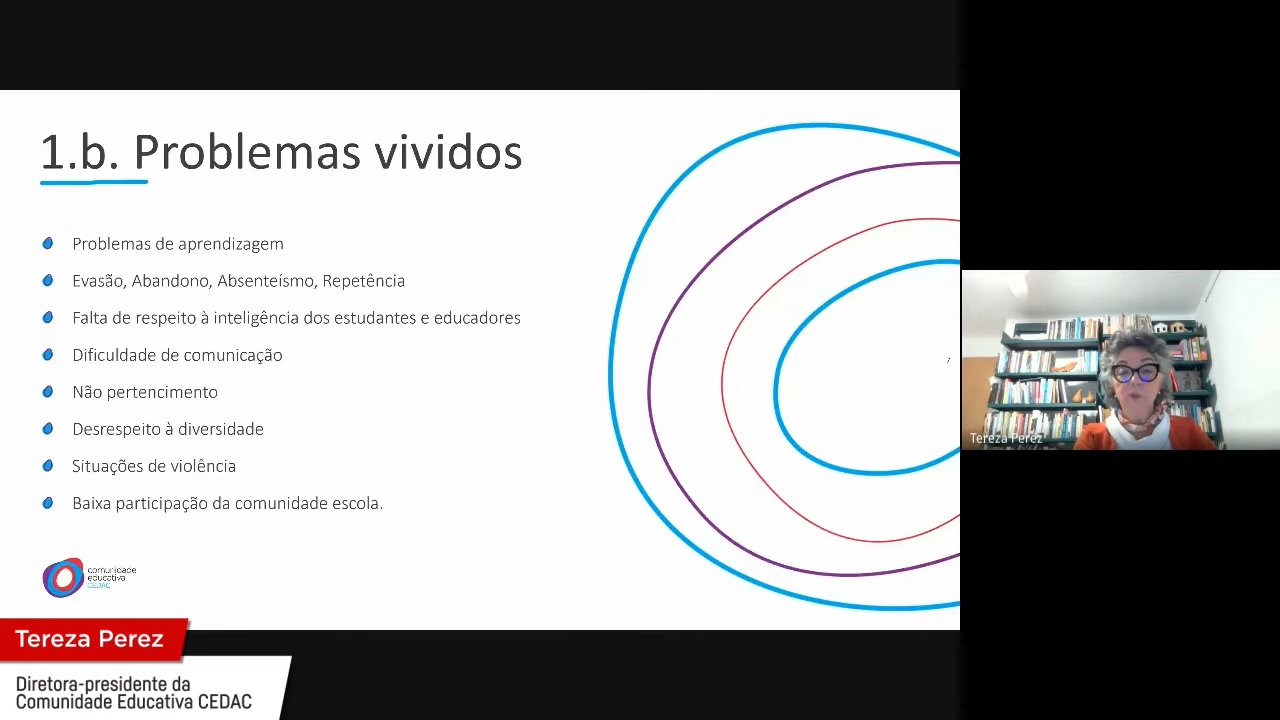 1.b. Problemas vividos
Problemas de aprendizagem
Evasão, Abandono, Absenteísmo, Repetência
Falta de respeito à inteligência dos estudantes e educadores
Dificuldade de comunicação
Não pertencimento
Desrespeito à diversidade
Situações de violência
Baixa participação da comunidade escola.
comunidade
educativa
CEDAC
Tereza Perez
Tereza Perez
Diretora-presidente da
Comunidade Educativa CEDAC